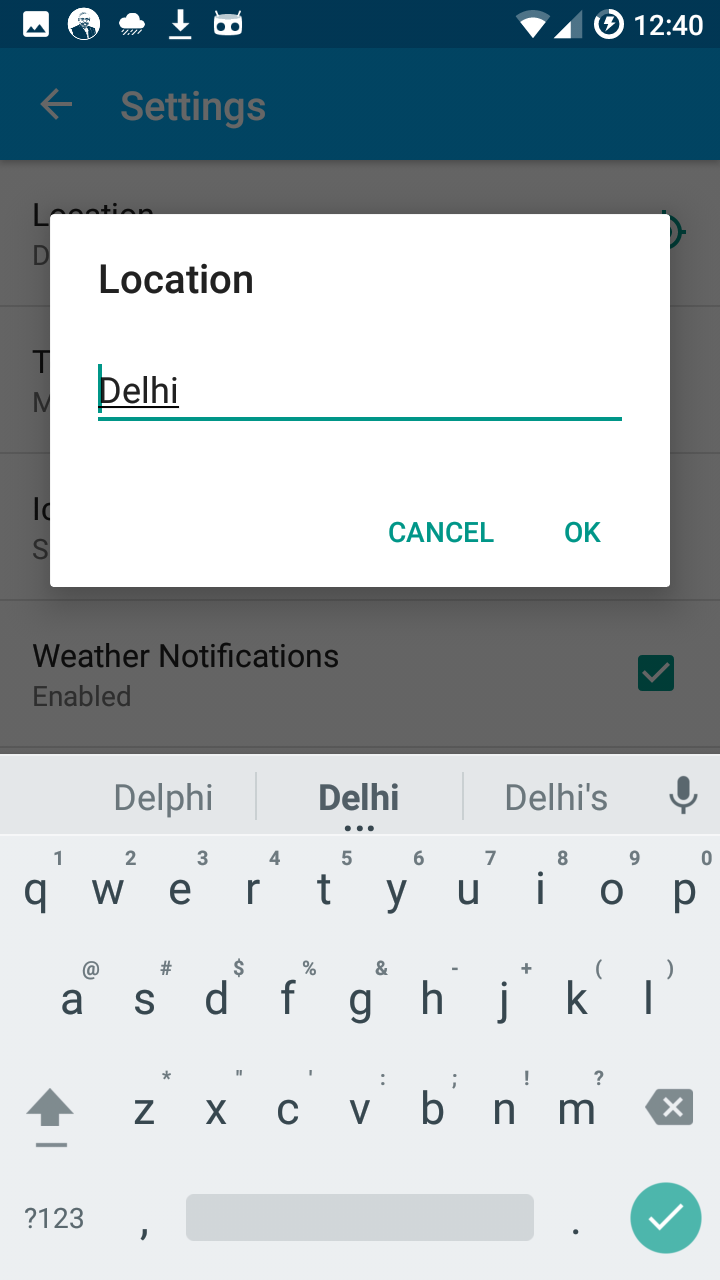 12:40
Settings
Location
D
Location
Delhi
T
M
CANCEL OK
S
Weather Notifications
Enabled
Delphi Delhi Delhi's
1 2 3 4 5 6 7 8 9 0
q w e r t y u i o p
@ # $ % & - + ( )
a s d f g h j k l
* " ' : ; ! ?
z x c v b n m
?123 , .